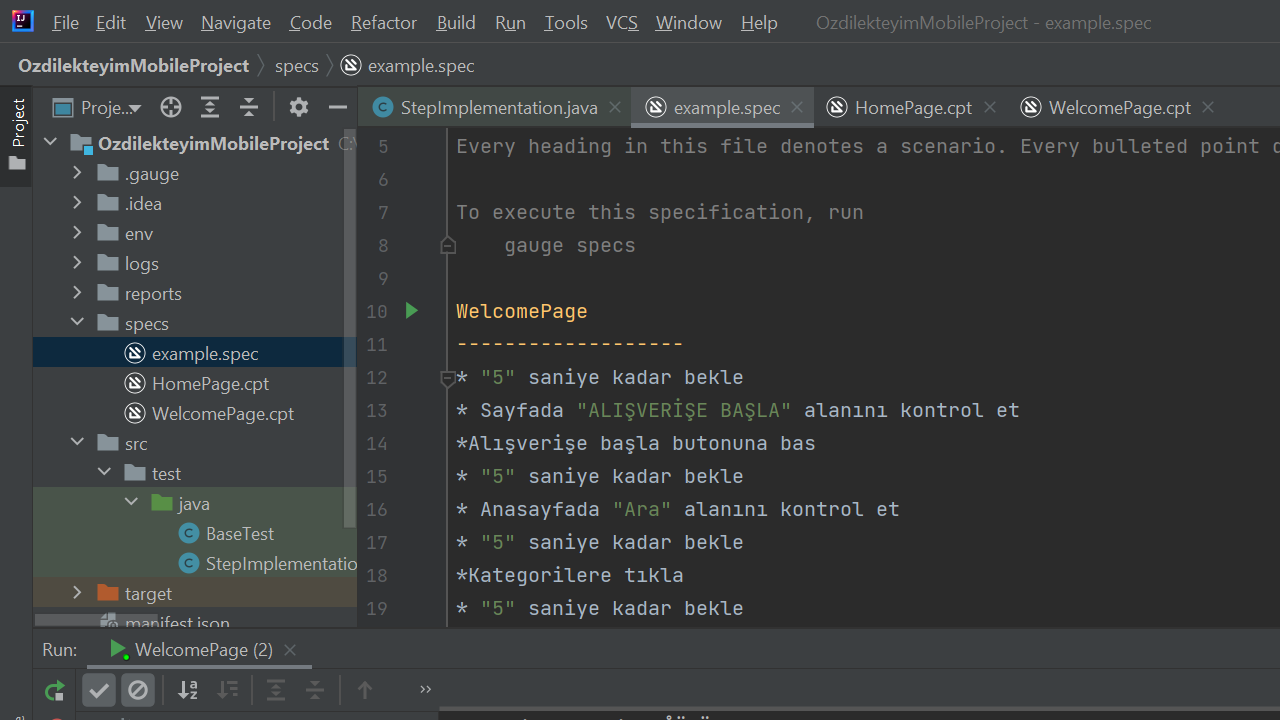 File Edit View Navigate Code Refactor Build Run Tools VCS Window Help OzdilekteyimMobileProject - example.spec
OzdilekteyimMobileProject specs example.spec
Project
Proje...
StepImplementation.java example.spec HomePage.cpt WelcomePage.cpt
OzdilekteyimMobileProject
.gauge
.idea
env
logs
reports
specs
example.spec
HomePage.cpt
WelcomePage.cpt
src
test
java
BaseTest
StepImplementatio
target
manifest.json
5 Every heading in this file denotes a scenario. Every bulleted point
6
7 To execute this specification, run
8 gauge specs
9
10 WelcomePage
11 -------------------
12 * "5" saniye kadar bekle
13 * Sayfada "ALIŞVERİŞE BAŞLA" alanını kontrol et
14 *Alışverişe başla butonuna bas
15 * "5" saniye kadar bekle
16 * Anasayfada "Ara" alanını kontrol et
17 * "5" saniye kadar bekle
18 *Kategorilere tıkla
19 * "5" saniye kadar bekle
Run: WelcomePage (2)